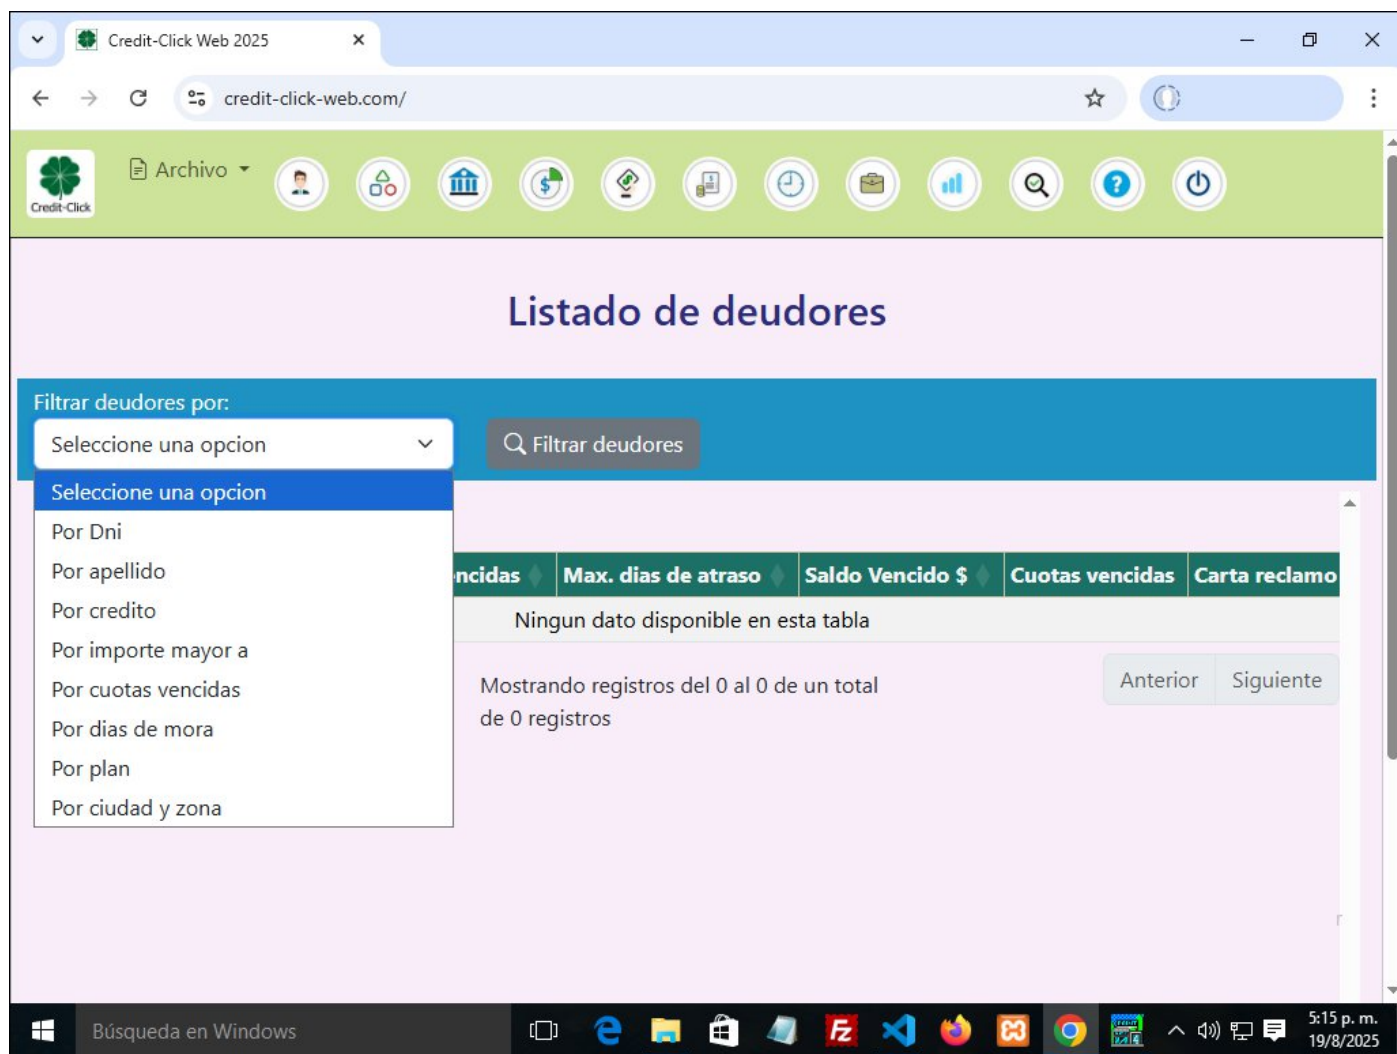 Credit-Click Web 2025
credit-click-web.com/
Credit-Click
Archivo
Listado de deudores
Filtrar deudores por:
Seleccione una opcion
Filtrar deudores
Seleccione una opcion
Por Dni
Por apellido
Por credito
Por importe mayor a
Por cuotas vencidas
Por dias de mora
Por plan
Por ciudad y zona
ncidas Max. dias de atraso Saldo Vencido $ Cuotas vencidas Carta reclamo
Ningun dato disponible en esta tabla
Mostrando registros del 0 al 0 de un total
de 0 registros
Anterior Siguiente
r
Búsqueda en Windows
5:15 p. m.
19/8/2025